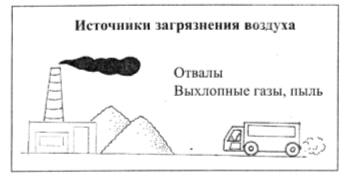 Источники загрязнения воздуха
Отвалы
Выхлопные газы, пыль